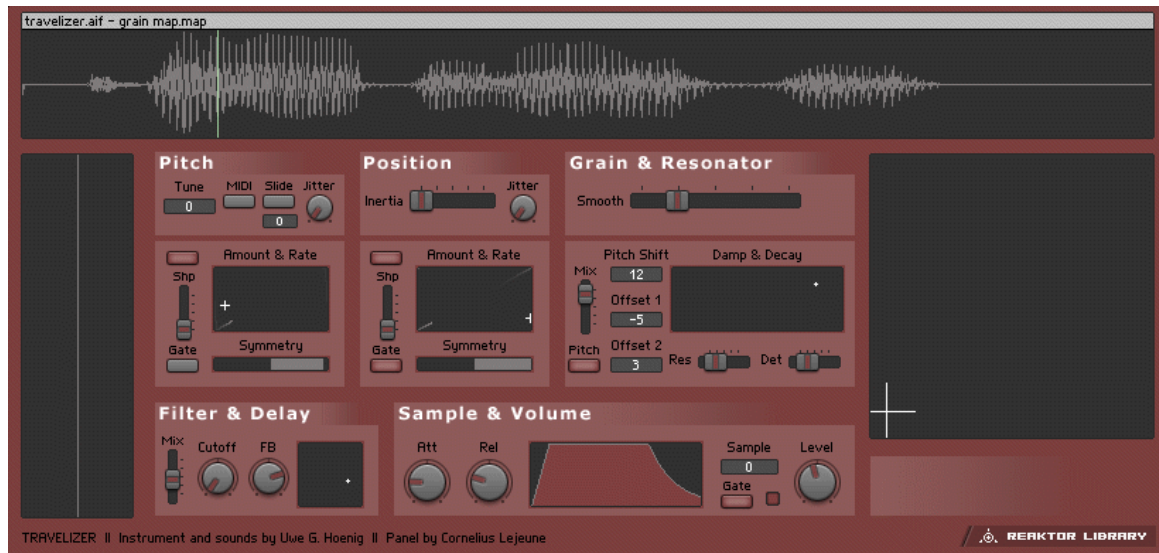 travelizer.aif - grain map.map
Pitch
Position
Grain & Resonator
Tune
MIDI
Slide
Jitter
0
0
Inertia
Jitter
Smooth
Amount & Rate
Shp
Gate
Symmetry
Amount & Rate
Shp
Gate
Symmetry
Mix
Pitch Shift
12
Offset 1
-5
Offset 2
3
Pitch
Damp & Decay
Res
Det
Filter & Delay
Sample & Volume
Mix
Cutoff
FB
Att
Rel
Sample
0
Gate
Level
TRAVELIZER II Instrument and sounds by Uwe G. Hoenig II Panel by Cornelius Lejeune
REAKTOR LIBRARY